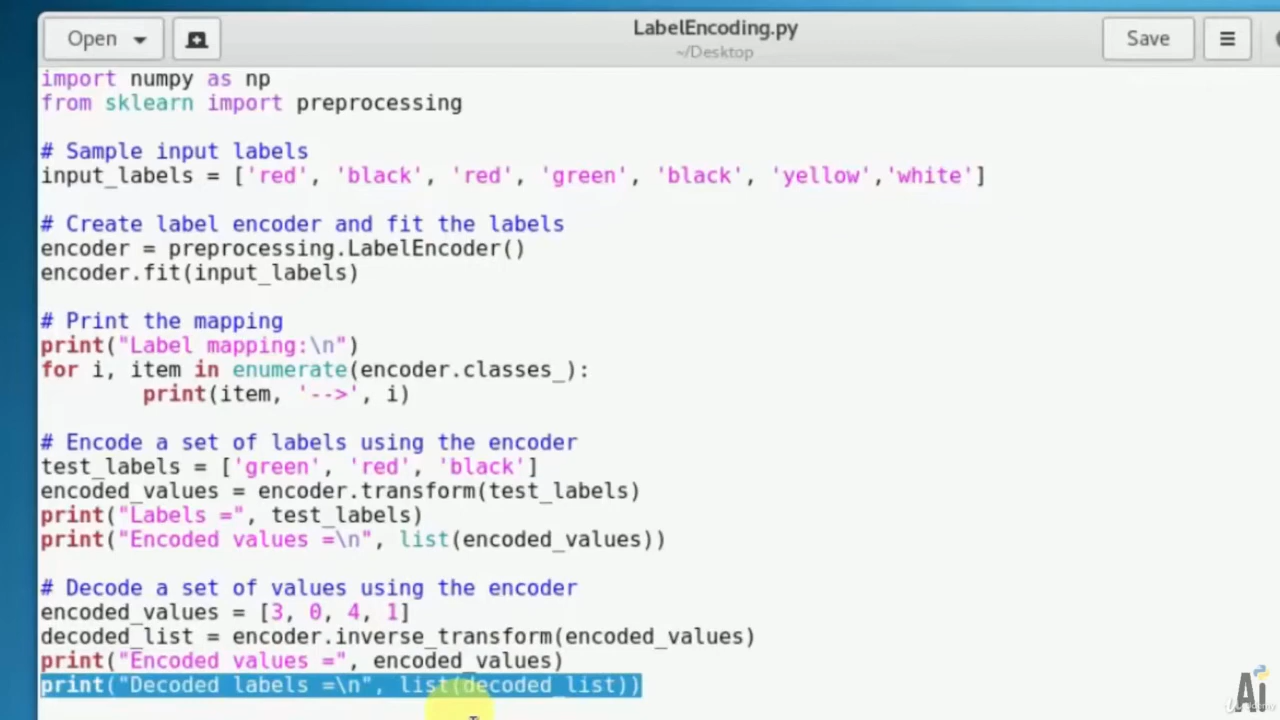 Open
LabelEncoding.py
~/Desktop
Save
import numpy as np
from sklearn import preprocessing
# Sample input labels
input_labels = ['red', 'black', 'red', 'green', 'black', 'yellow','white']
# Create label encoder and fit the labels
encoder = preprocessing.LabelEncoder()
encoder.fit(input_labels)
# Print the mapping
print("Label mapping:\n")
for i, item in enumerate(encoder.classes_):
        print(item, '-->', i)
# Encode a set of labels using the encoder
test_labels = ['green', 'red', 'black']
encoded_values = encoder.transform(test_labels)
print("Labels =", test_labels)
print("Encoded values =\n", list(encoded_values))
# Decode a set of values using the encoder
encoded_values = [3, 0, 4, 1]
decoded_list = encoder.inverse_transform(encoded_values)
print("Encoded values =", encoded_values)
print("Decoded labels =\n", list(decoded_list))
Ai